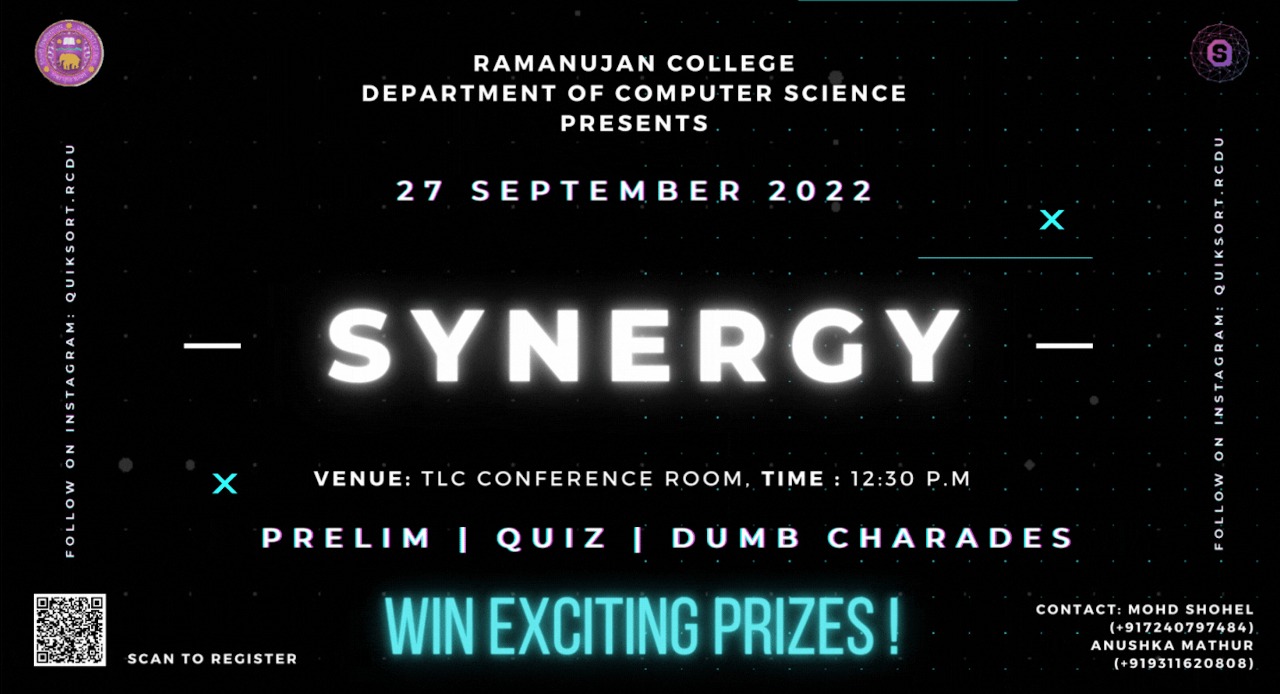 RAMANUJAN COLLEGE
DEPARTMENT OF COMPUTER SCIENCE
PRESENTS
27 SEPTEMBER 2022
SYNERGY
VENUE: TLC CONFERENCE ROOM, TIME : 12:30 P.M
PRELIM | QUIZ | DUMB CHARADES
WIN EXCITING PRIZES !
FOLLOW ON INSTAGRAM: QUIKSORT.RCDU
FOLLOW ON INSTAGRAM: QUIKSORT.RCDU
SCAN TO REGISTER
CONTACT: MOHD SHOHEL
(+917240797484)
ANUSHKA MATHUR
(+919311620808)
S